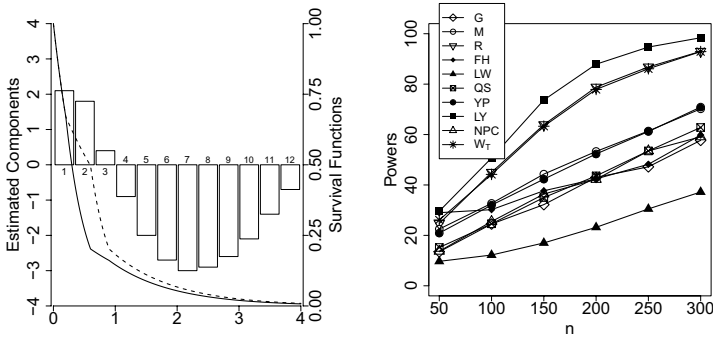 Estimated Components
4
3
2
1
0
−1
−2
−3
−4
1 2 3 4 5 6 7 8 9 10 11 12
1.00
0.75
0.50
0.25
0.00
Survival Functions
0 1 2 3 4
Powers
100
80
60
40
20
0
G
M
R
FH
LW
QS
YP
LY
NPC
W_T
50 100 150 200 250 300
n